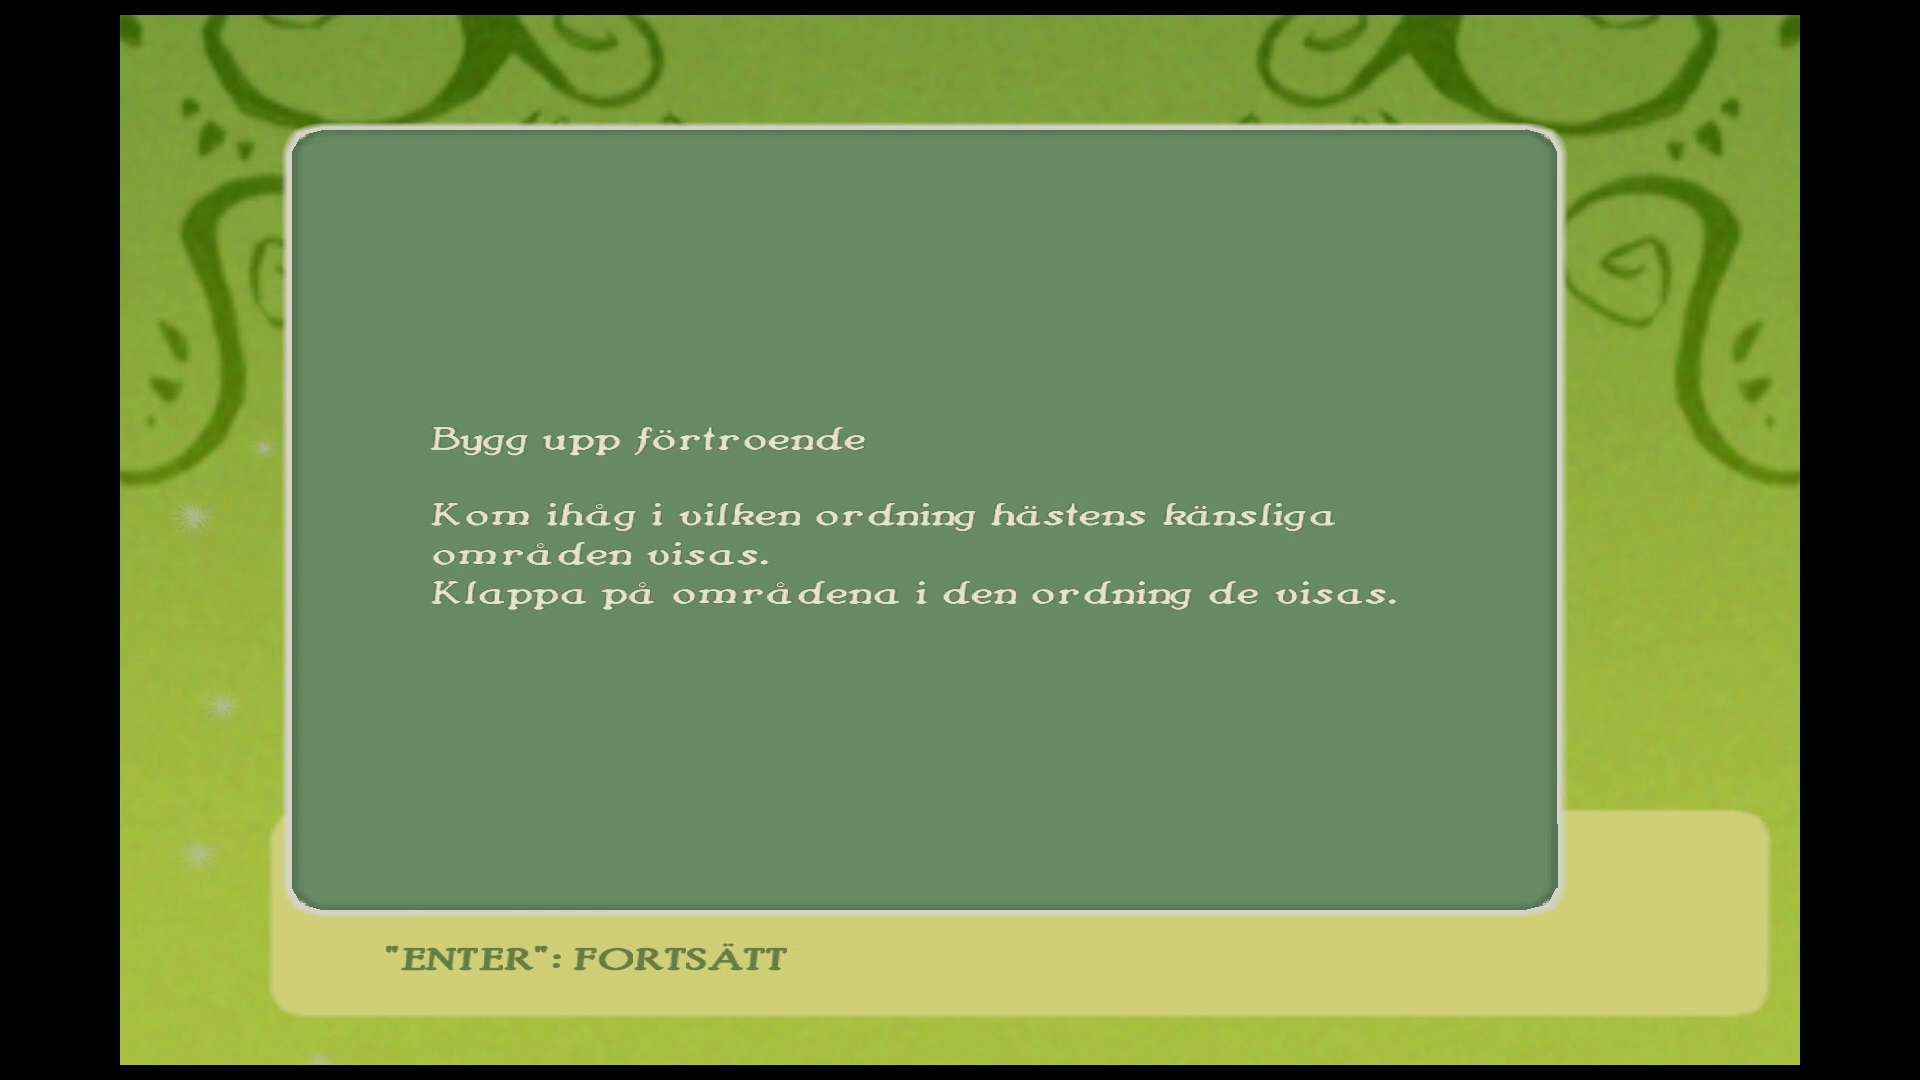 Bygg upp förtroende
Kom ihåg i vilken ordning hästens känsliga
områden visas.
Klappa på områdena i den ordning de visas.
"ENTER": FORTSÄTT